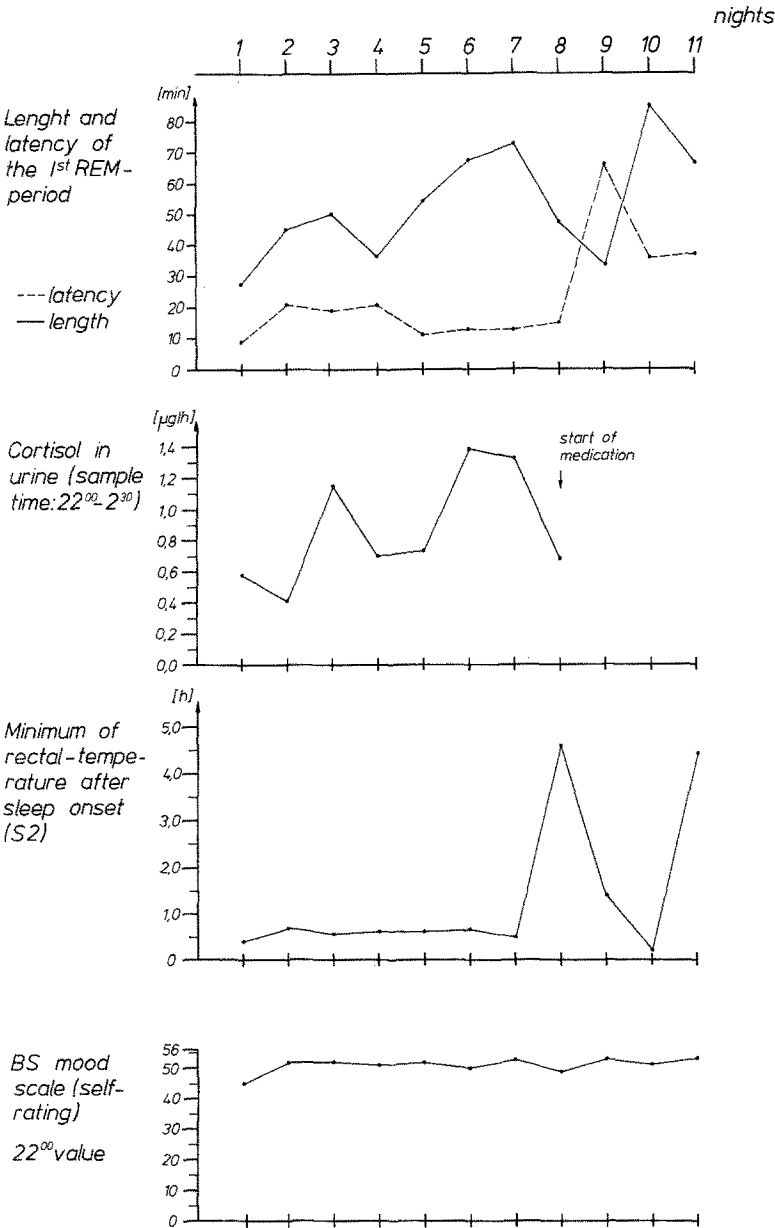 nights
1 2 3 4 5 6 7 8 9 10 11
Lenght and
latency of
the 1st REM-
period
---latency
—length
[min]
80
70
60
50
40
30
20
10
0
Cortisol in
urine (sample
time: 22⁰⁰-2³⁰)
[µg/h]
1,4
1,2
1,0
0,8
0,6
0,4
0,2
0,0
start of
medication
Minimum of
rectal-tempe-
rature after
sleep onset
(S2)
[h]
5,0
4,0
3,0
2,0
1,0
0
BS mood
scale (self-
rating)
22⁰⁰ value
56
50
40
30
20
10
0